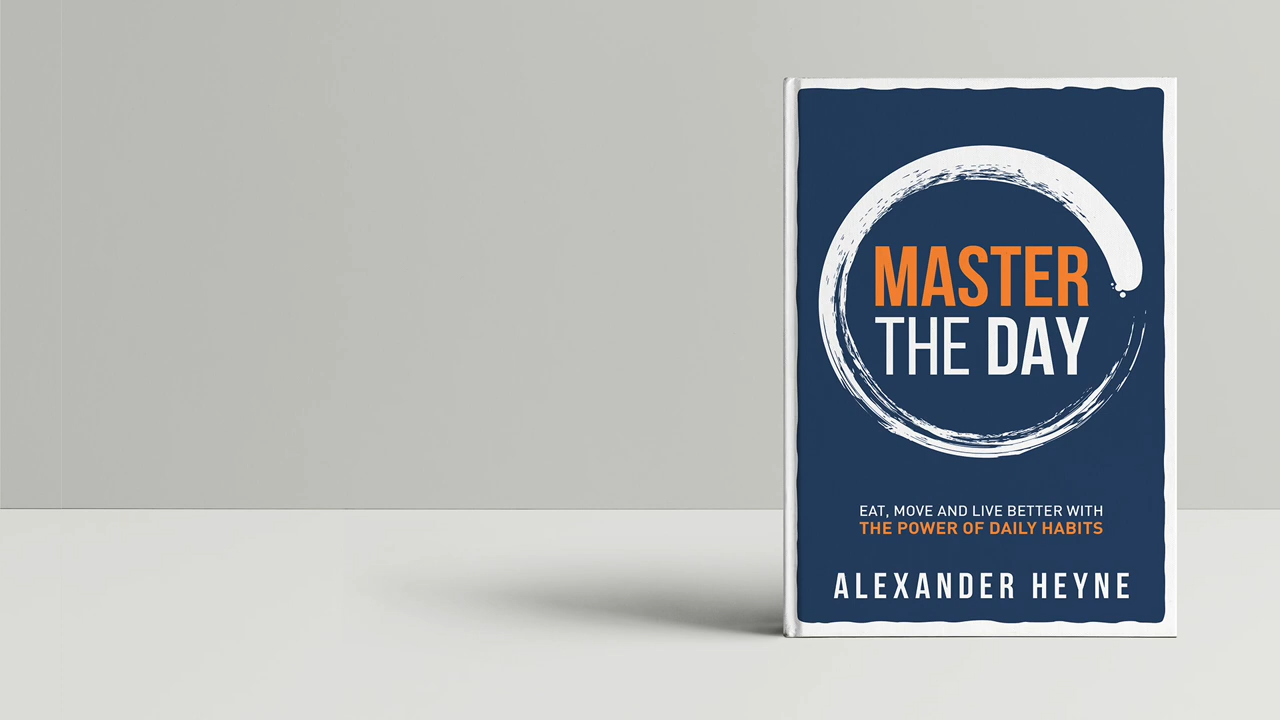 MASTER
THE DAY
EAT, MOVE AND LIVE BETTER WITH
THE POWER OF DAILY HABITS
ALEXANDER HEYNE